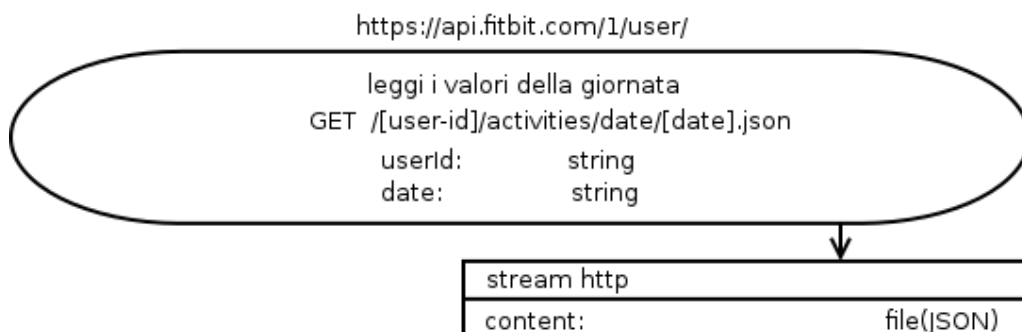 https://api.fitbit.com/1/user/
leggi i valori della giornata
GET /[user-id]/activities/date/[date].json
userId: string
date: string
stream http
content: file(JSON)